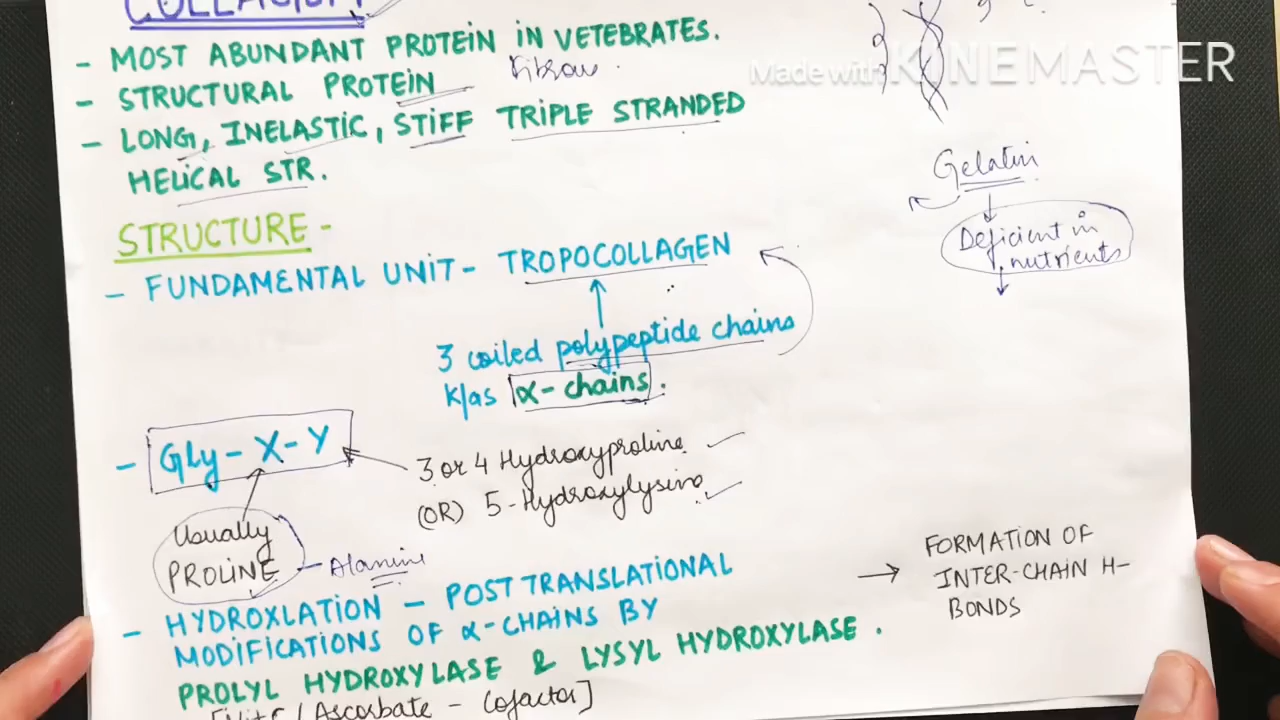 COLLAGEN
- MOST ABUNDANT PROTEIN IN VETEBRATES.
- STRUCTURAL PROTEIN
Fibrous.
- LONG, INELASTIC, STIFF TRIPLE STRANDED
HELICAL STR.
Made with KINEMASTER
Gelatin
Deficient in
nutrients
STRUCTURE -
- FUNDAMENTAL UNIT - TROPOCOLLAGEN
3 coiled polypeptide chains
k/as α-chains.
- Gly - X - Y
3 or 4 Hydroxyproline
(OR) 5-Hydroxylysine
Usually
PROLINE
- Alanine
- HYDROXLATION - POST TRANSLATIONAL
MODIFICATIONS OF α-CHAINS BY
PROLYL HYDROXYLASE & LYSYL HYDROXYLASE.
[Vit C / Ascorbate - Cofactor]
→ FORMATION OF
INTER-CHAIN H-
BONDS